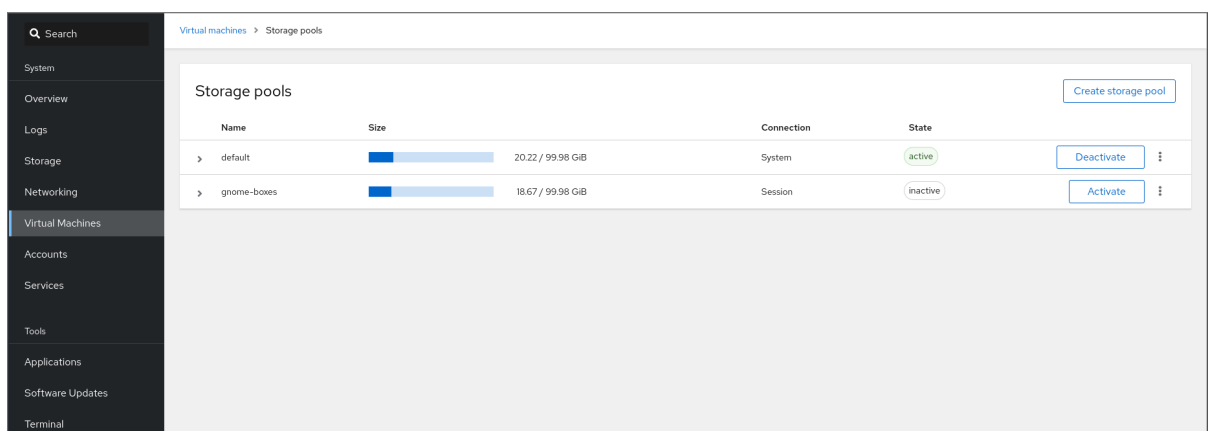 Search
System
Overview
Logs
Storage
Networking
Virtual Machines
Accounts
Services
Tools
Applications
Software Updates
Terminal
Virtual machines > Storage pools
Storage pools
Create storage pool
Name Size Connection State
default 20.22 / 99.98 GiB System active Deactivate
gnome-boxes 18.67 / 99.98 GiB Session inactive Activate